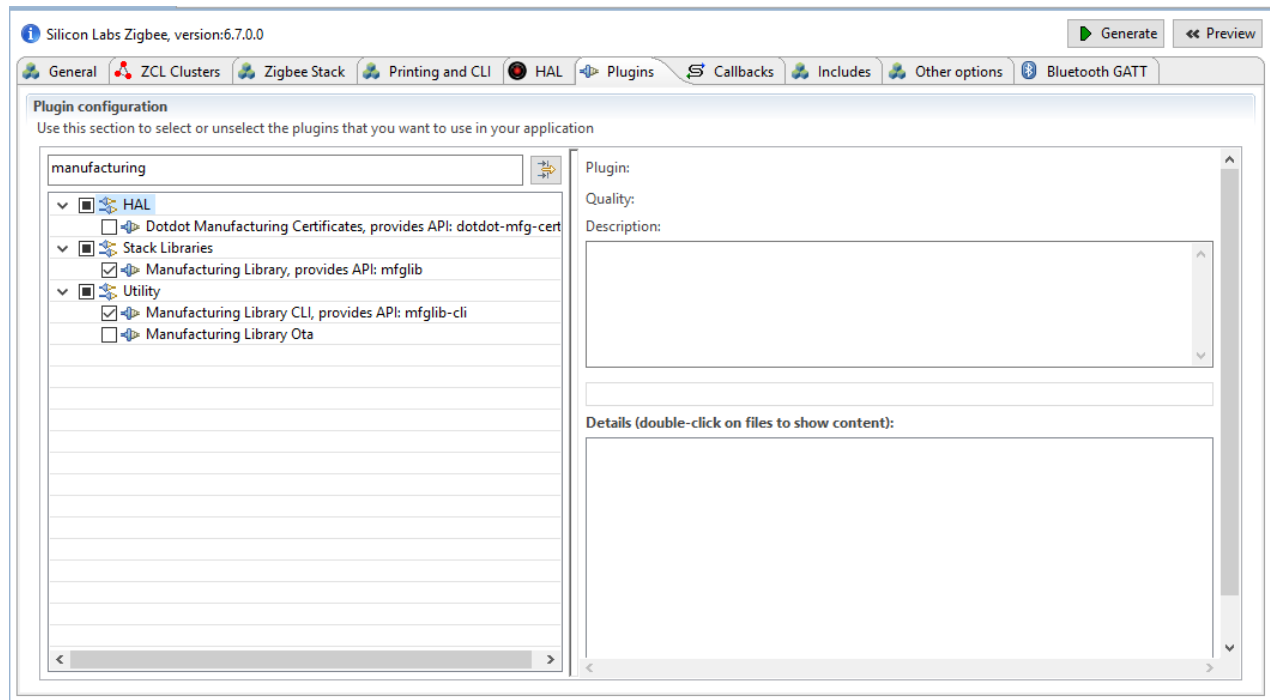 Silicon Labs Zigbee, version:6.7.0.0
Generate
Preview
General
ZCL Clusters
Zigbee Stack
Printing and CLI
HAL
Plugins
Callbacks
Includes
Other options
Bluetooth GATT
Plugin configuration
Use this section to select or unselect the plugins that you want to use in your application
manufacturing
HAL
Dotdot Manufacturing Certificates, provides API: dotdot-mfg-cert
Stack Libraries
Manufacturing Library, provides API: mfglib
Utility
Manufacturing Library CLI, provides API: mfglib-cli
Manufacturing Library Ota
Plugin:
Quality:
Description:
Details (double-click on files to show content):